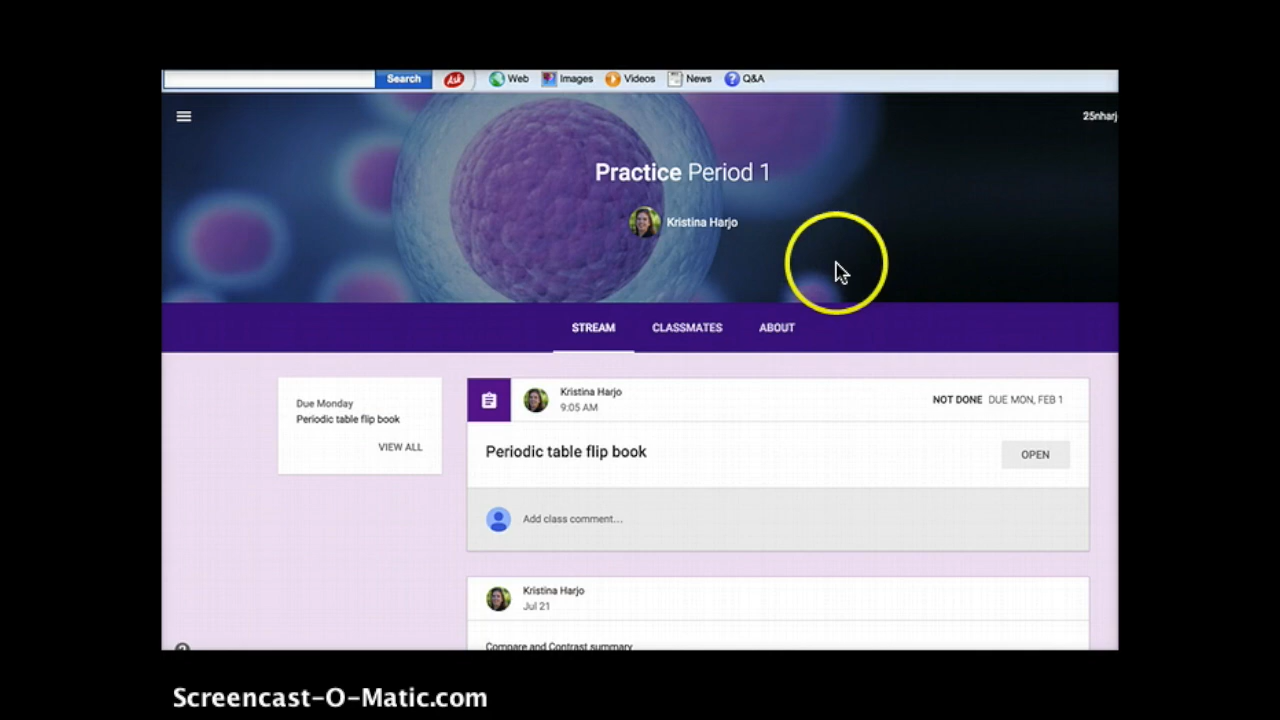 Search Ask Web Images Videos News Q&A
25nharj
Practice Period 1
Kristina Harjo
STREAM CLASSMATES ABOUT
Due Monday
Periodic table flip book
VIEW ALL
Kristina Harjo
9:05 AM
NOT DONE DUE MON, FEB 1
Periodic table flip book
OPEN
Add class comment...
Kristina Harjo
Jul 21
Compare and Contrast summary
Screencast-O-Matic.com